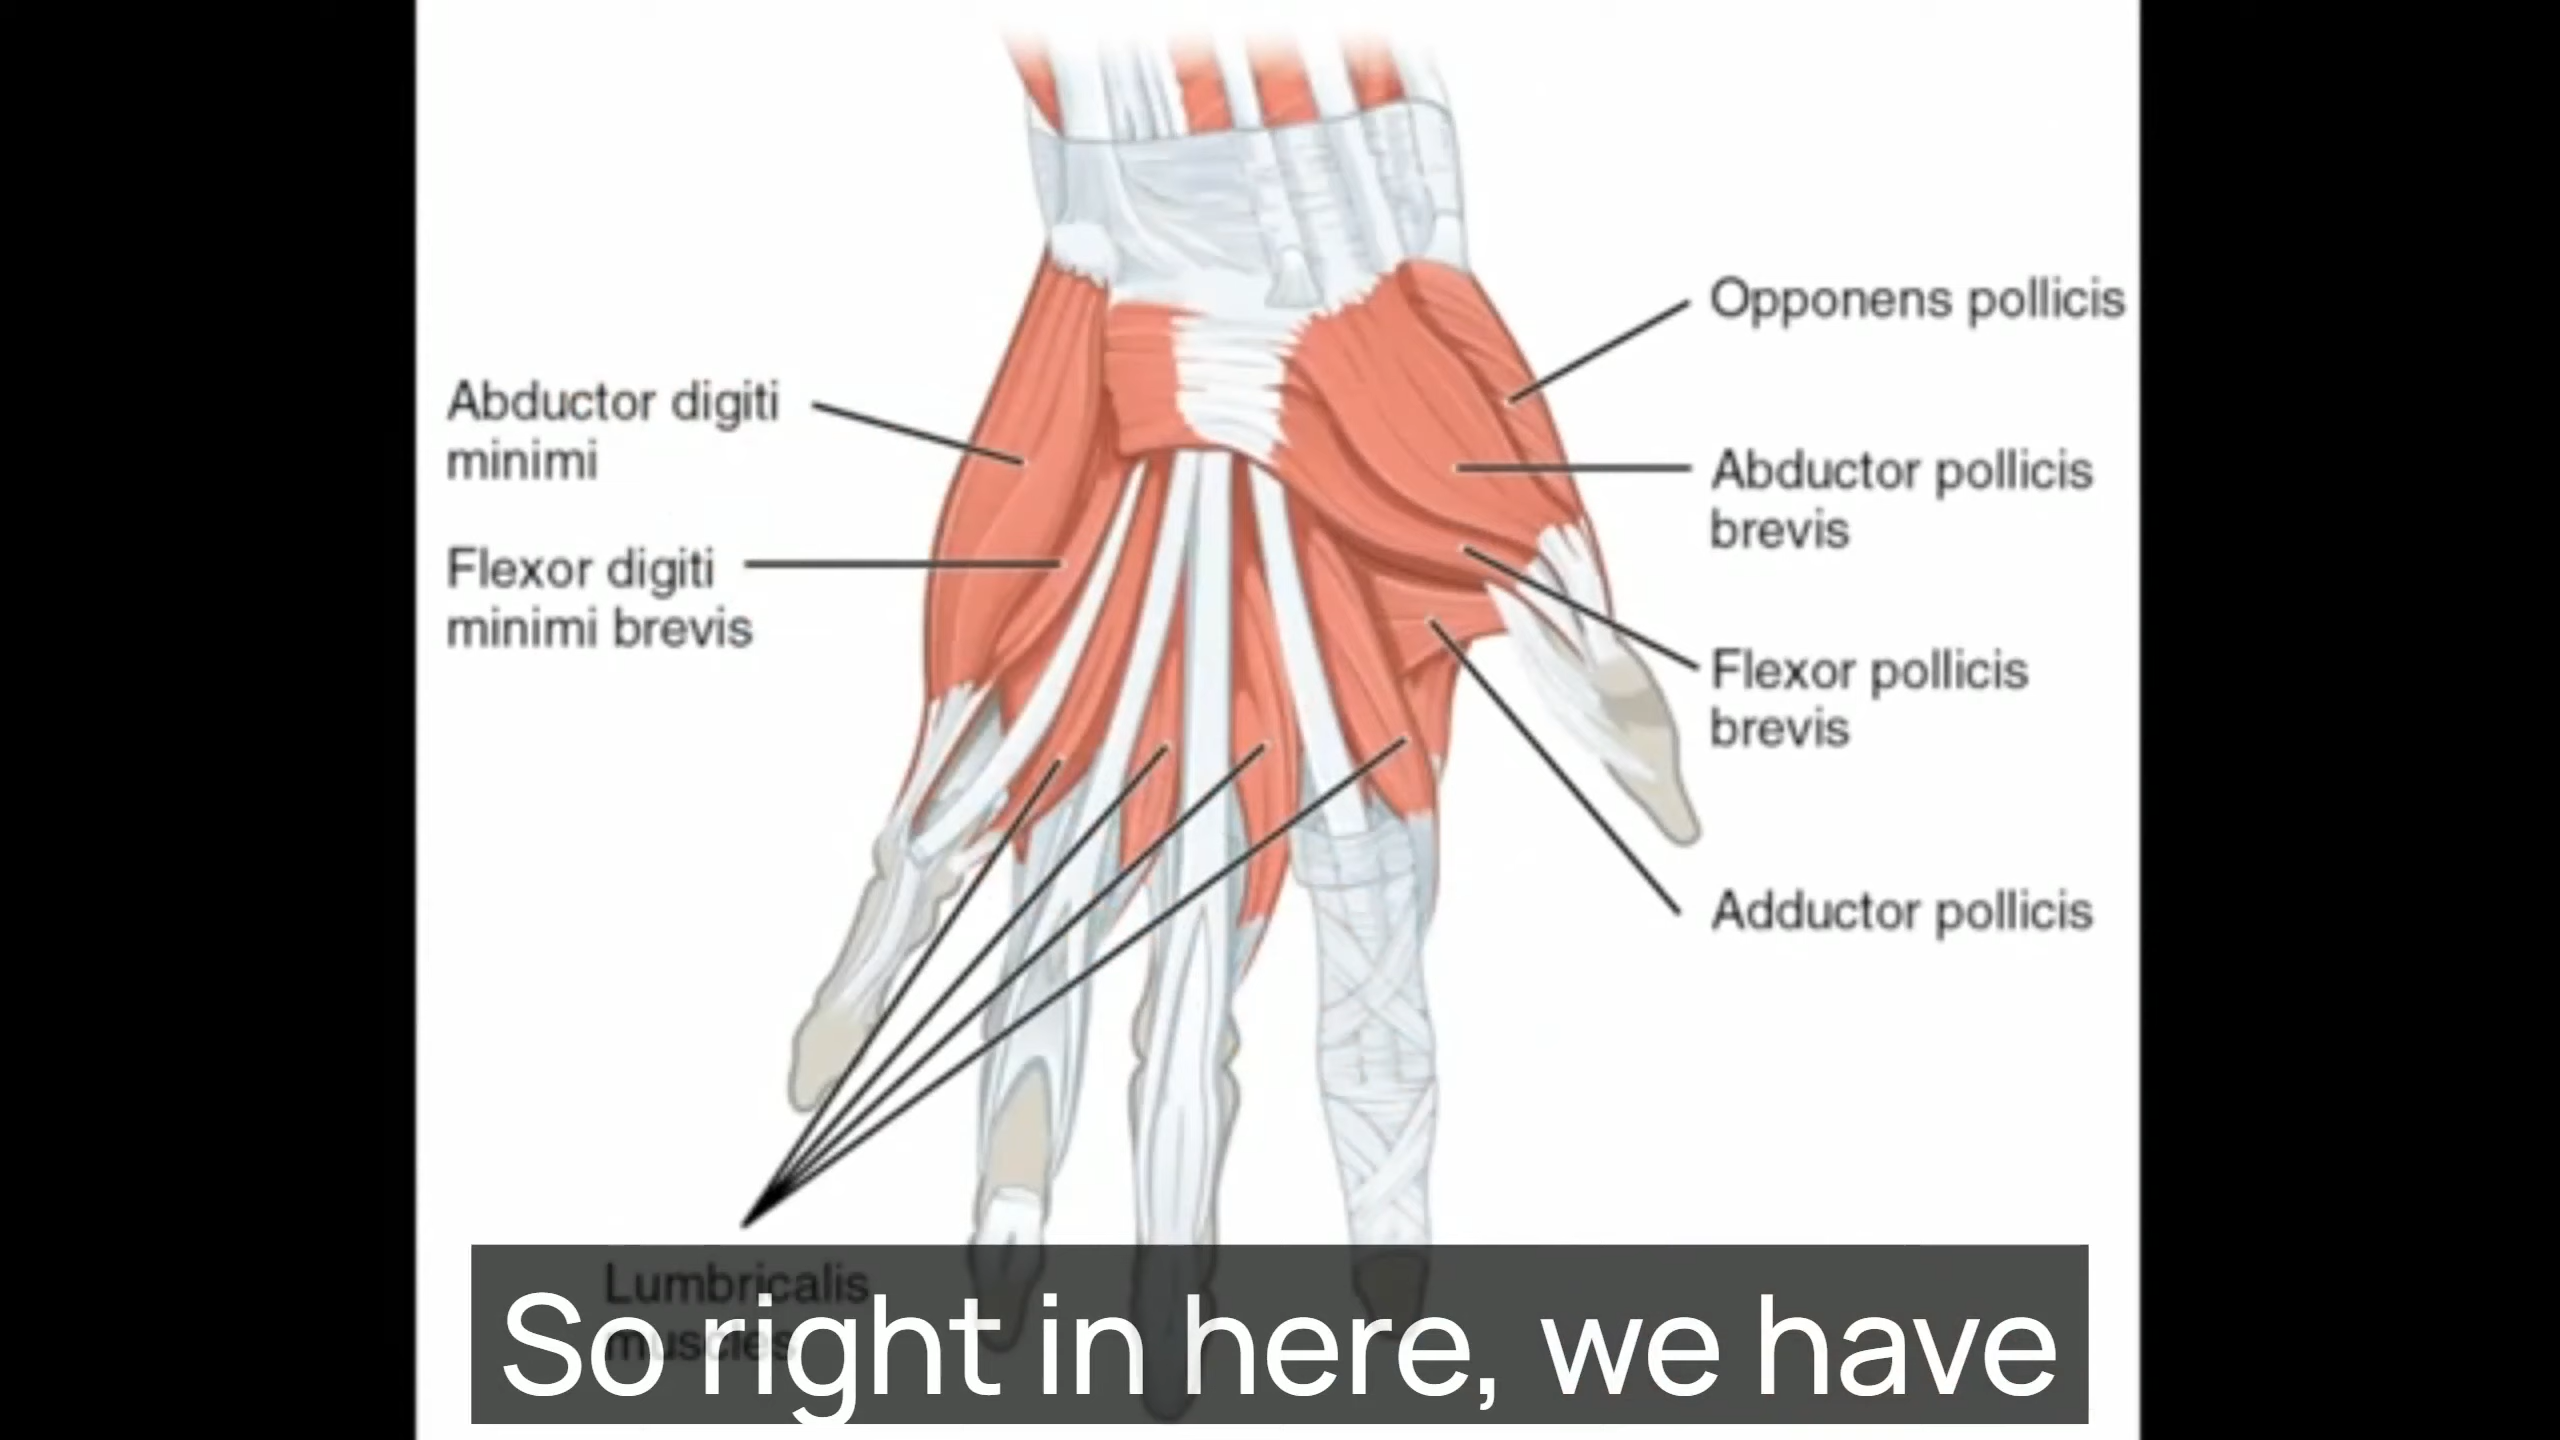 Opponens pollicis
Abductor digiti
minimi
Abductor pollicis
brevis
Flexor digiti
minimi brevis
Flexor pollicis
brevis
Adductor pollicis
Lumbricalis
muscles
So right in here, we have